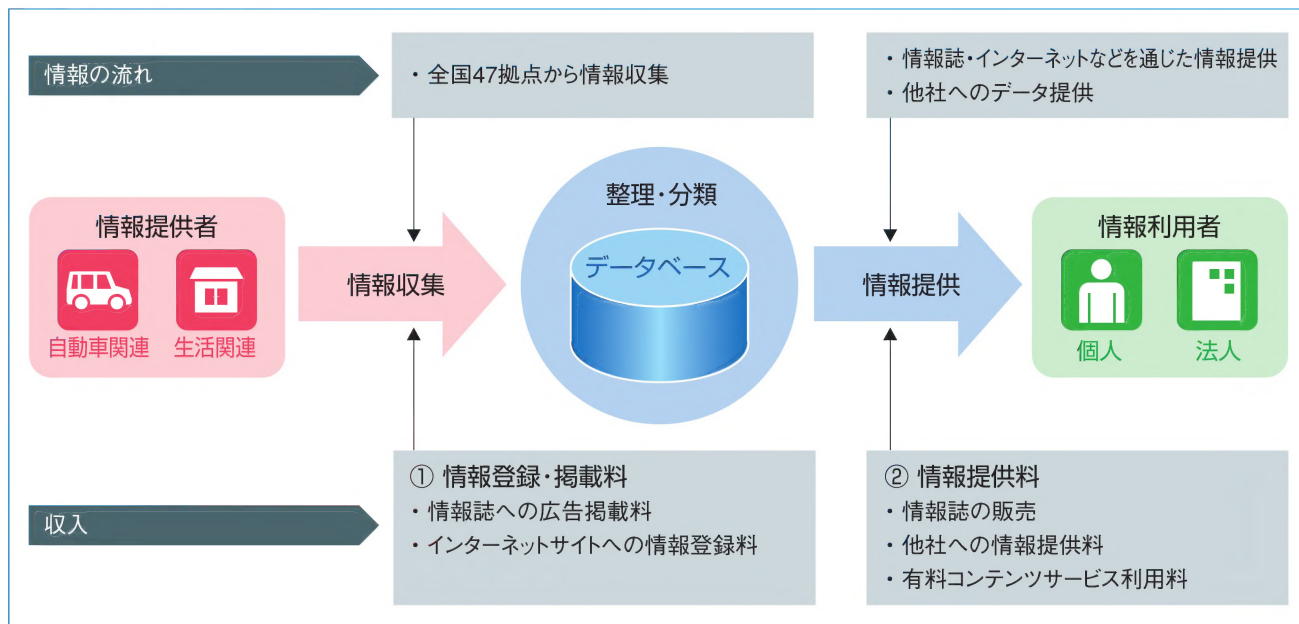 情報の流れ
・全国47拠点から情報収集
・情報誌・インターネットなどを通じた情報提供
・他社へのデータ提供
情報提供者
自動車関連
生活関連
情報収集
整理・分類
データベース
情報提供
情報利用者
個人
法人
収入
① 情報登録・掲載料
・情報誌への広告掲載料
・インターネットサイトへの情報登録料
② 情報提供料
・情報誌の販売
・他社への情報提供料
・有料コンテンツサービス利用料